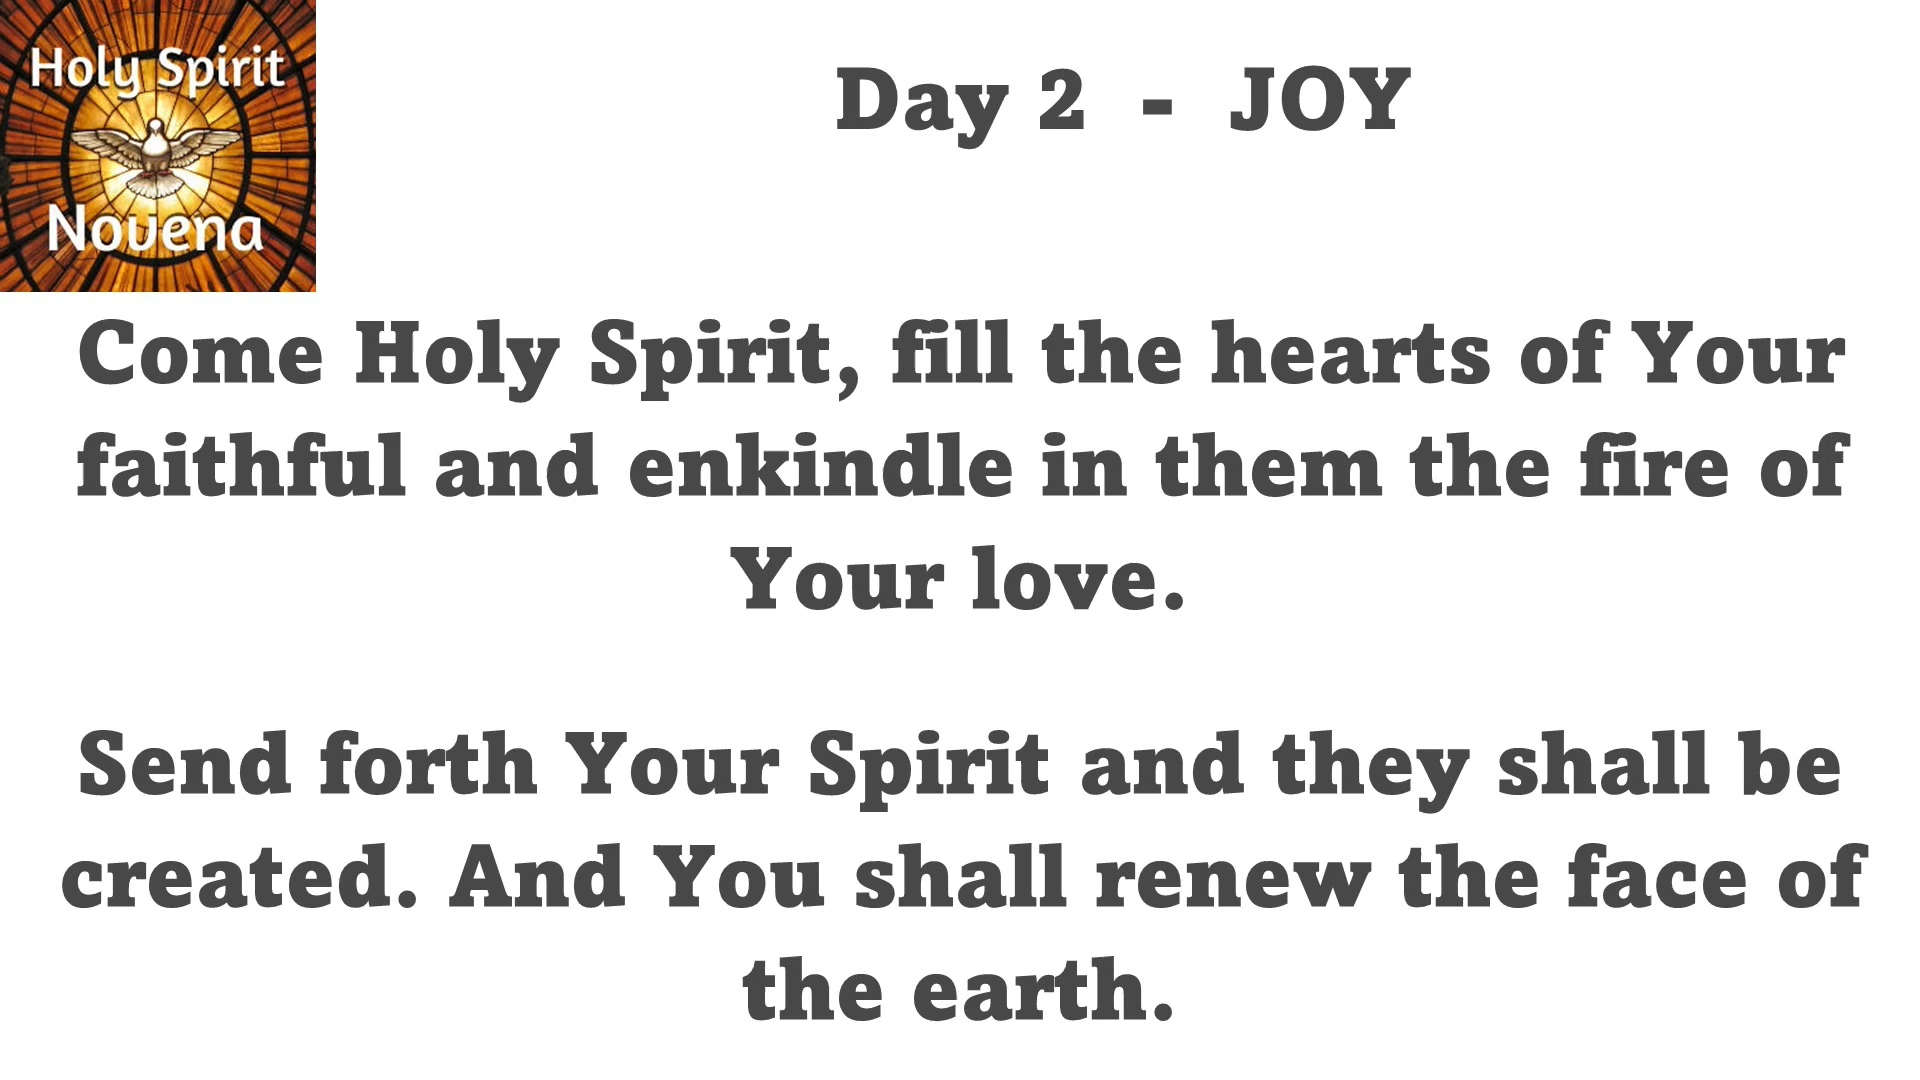 Holy Spirit
Novena
Day 2 - JOY
Come Holy Spirit, fill the hearts of Your
faithful and enkindle in them the fire of
Your love.
Send forth Your Spirit and they shall be
created. And You shall renew the face of
the earth.